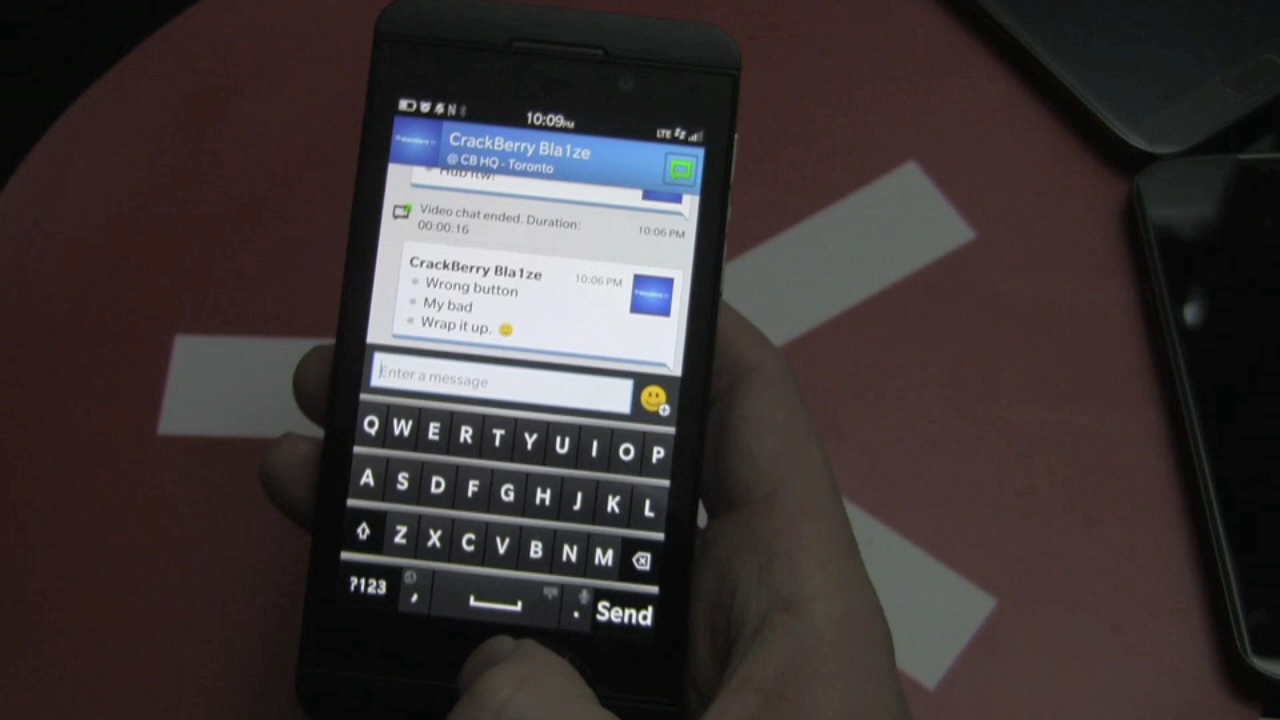 10:09PM
LTE
CrackBerry Bla1ze
@ CB HQ - Toronto
Video chat ended. Duration:
00:00:16
10:06 PM
CrackBerry Bla1ze
10:06 PM
Wrong button
My bad
Wrap it up.
Enter a message
Q W E R T Y U I O P
A S D F G H J K L
Z X C V B N M
?123 , . Send